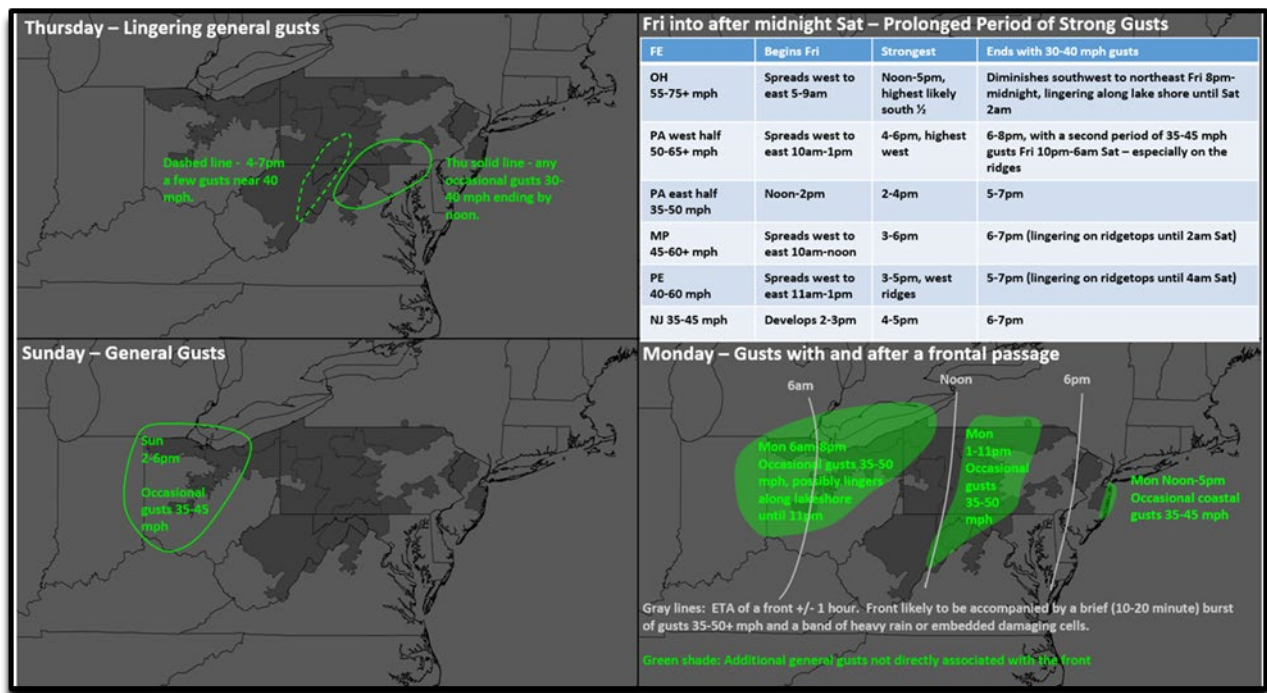 Thursday – Lingering general gusts
Dashed line - 4-7pm
a few gusts near 40
mph.
Thu solid line - any
occasional gusts 30-
40 mph ending by
noon.
Fri into after midnight Sat – Prolonged Period of Strong Gusts
FE Begins Fri Strongest Ends with 30-40 mph gusts
OH
55-75+ mph
Spreads west to
east 5-9am
Noon-5pm,
highest likely
south ½
Diminishes southwest to northeast Fri 8pm-
midnight, lingering along lake shore until Sat
2am
PA west half
50-65+ mph
Spreads west to
east 10am-1pm
4-6pm, highest
west
6-8pm, with a second period of 35-45 mph
gusts Fri 10pm-6am Sat – especially on the
ridges
PA east half
35-50 mph
Noon-2pm
2-4pm
5-7pm
MP
45-60+ mph
Spreads west to
east 10am-noon
3-6pm
6-7pm (lingering on ridgetops until 2am Sat)
PE
40-60 mph
Spreads west to
east 11am-1pm
3-5pm, west
ridges
5-7pm (lingering on ridgetops until 4am Sat)
NJ 35-45 mph
Develops 2-3pm
4-5pm
6-7pm
Sunday – General Gusts
Sun
2-6pm
Occasional
gusts 35-45
mph
Monday – Gusts with and after a frontal passage
6am
Noon
6pm
Mon 6am-8pm
Occasional gusts 35-50
mph, possibly lingers
along lakeshore
until 11pm
Mon
1-11pm
Occasional
gusts
35-50
mph
Mon Noon-5pm
Occasional coastal
gusts 35-45 mph
Gray lines: ETA of a front +/- 1 hour. Front likely to be accompanied by a brief (10-20 minute) burst
of gusts 35-50+ mph and a band of heavy rain or embedded damaging cells.
Green shade: Additional general gusts not directly associated with the front